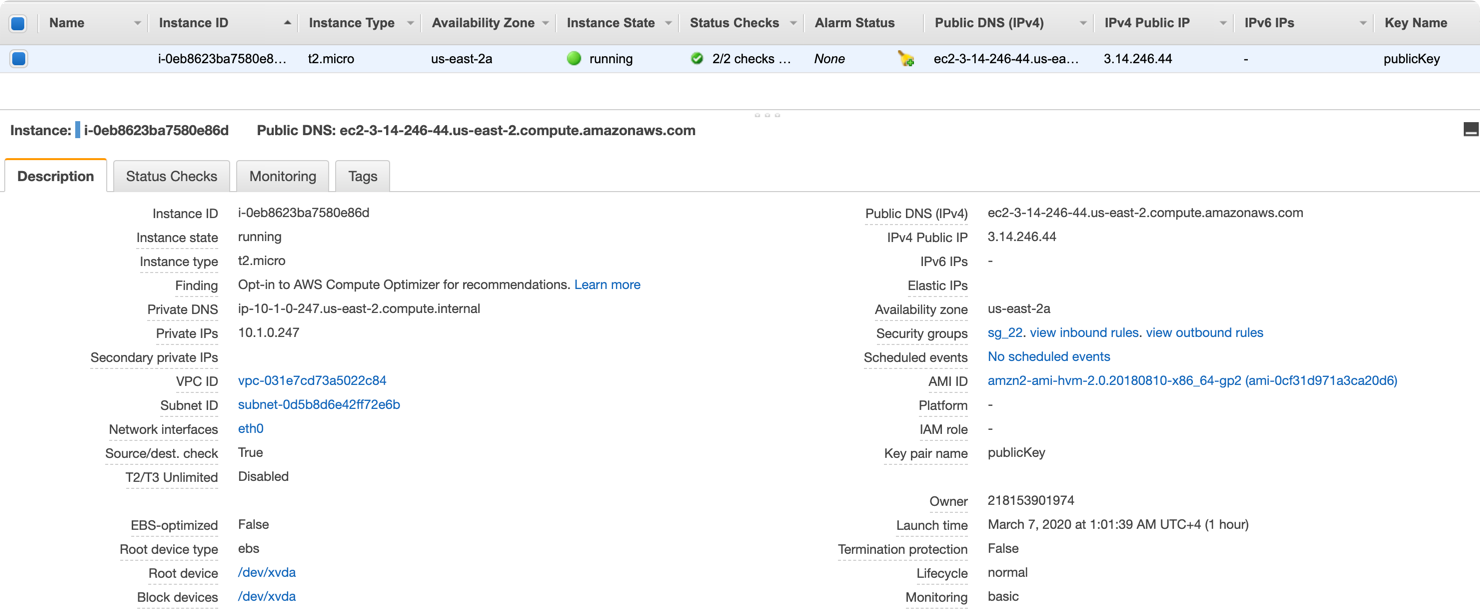 Name Instance ID Instance Type Availability Zone Instance State Status Checks Alarm Status Public DNS (IPv4) IPv4 Public IP IPv6 IPs Key Name
i-0eb8623ba7580e8... t2.micro us-east-2a running 2/2 checks ... None ec2-3-14-246-44.us-ea... 3.14.246.44 - publicKey
Instance: i-0eb8623ba7580e86d Public DNS: ec2-3-14-246-44.us-east-2.compute.amazonaws.com
Description Status Checks Monitoring Tags
Instance ID i-0eb8623ba7580e86d
Instance state running
Instance type t2.micro
Finding Opt-in to AWS Compute Optimizer for recommendations. Learn more
Private DNS ip-10-1-0-247.us-east-2.compute.internal
Private IPs 10.1.0.247
Secondary private IPs
VPC ID vpc-031e7cd73a5022c84
Subnet ID subnet-0d5b8d6e42ff72e6b
Network interfaces eth0
Source/dest. check True
T2/T3 Unlimited Disabled
EBS-optimized False
Root device type ebs
Root device /dev/xvda
Block devices /dev/xvda
Public DNS (IPv4) ec2-3-14-246-44.us-east-2.compute.amazonaws.com
IPv4 Public IP 3.14.246.44
IPv6 IPs -
Elastic IPs
Availability zone us-east-2a
Security groups sg_22. view inbound rules. view outbound rules
Scheduled events No scheduled events
AMI ID amzn2-ami-hvm-2.0.20180810-x86_64-gp2 (ami-0cf31d971a3ca20d6)
Platform -
IAM role -
Key pair name publicKey
Owner 218153901974
Launch time March 7, 2020 at 1:01:39 AM UTC+4 (1 hour)
Termination protection False
Lifecycle normal
Monitoring basic